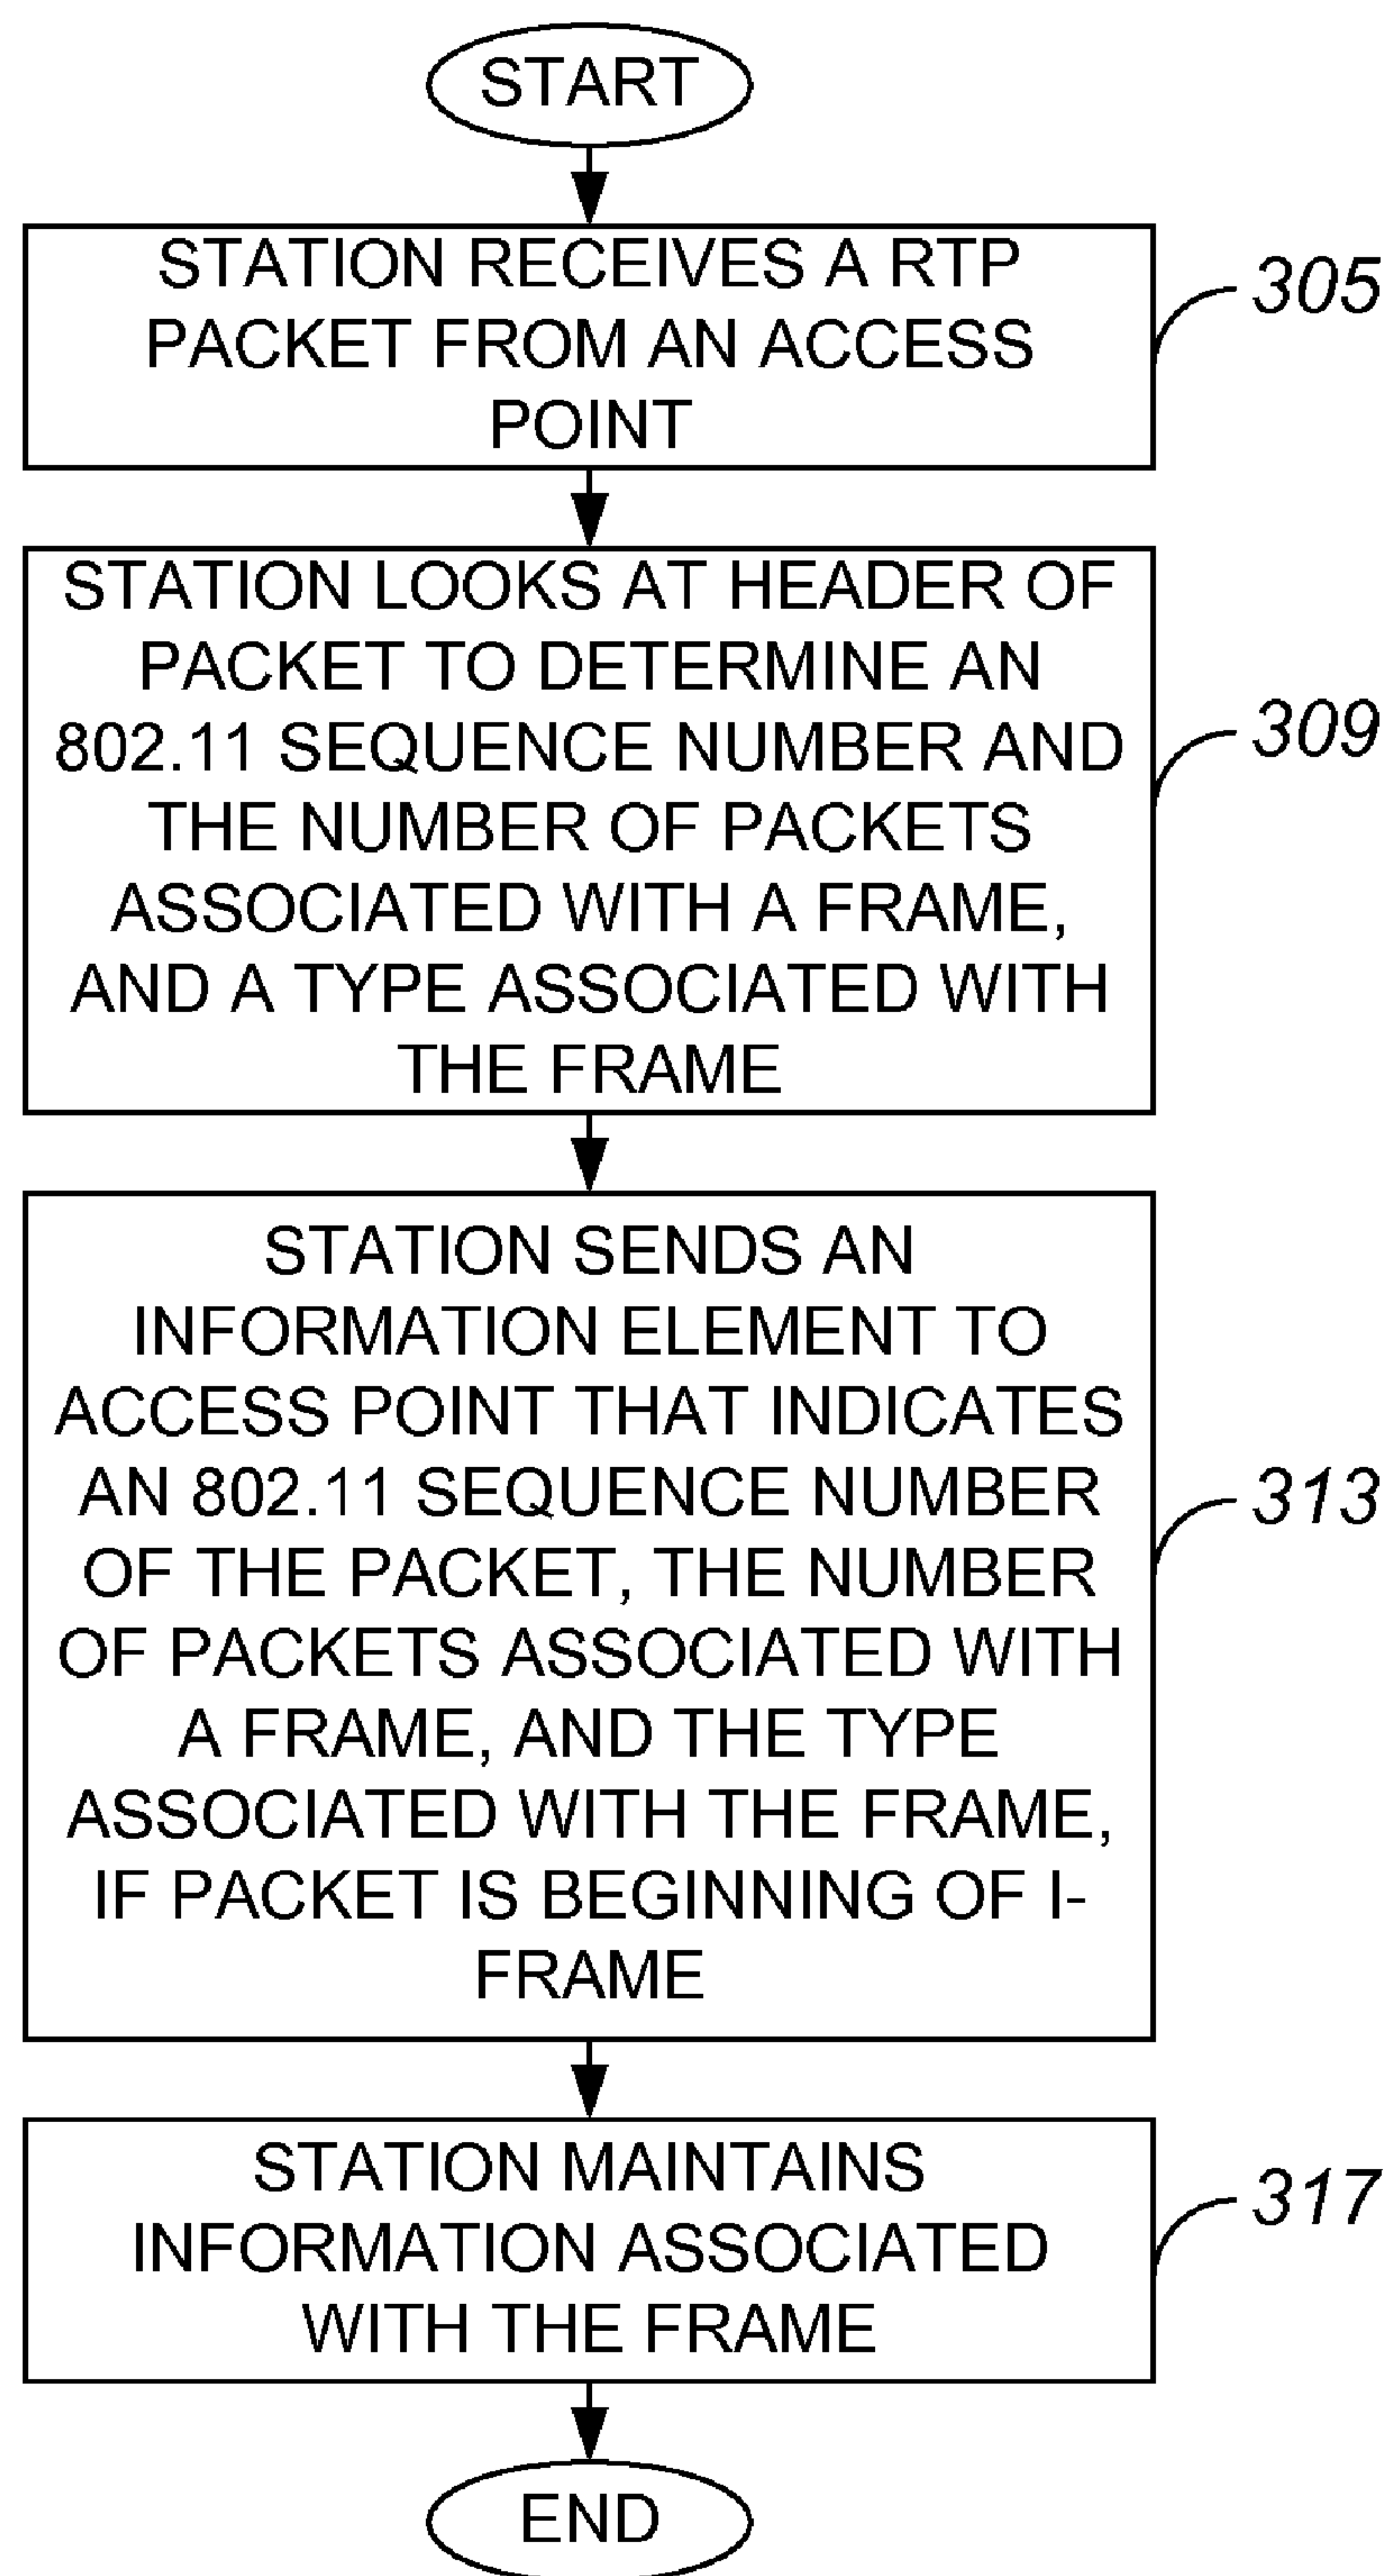 START
STATION RECEIVES A RTP
PACKET FROM AN ACCESS
POINT
305
STATION LOOKS AT HEADER OF
PACKET TO DETERMINE AN
802.11 SEQUENCE NUMBER AND
THE NUMBER OF PACKETS
ASSOCIATED WITH A FRAME,
AND A TYPE ASSOCIATED WITH
THE FRAME
309
STATION SENDS AN
INFORMATION ELEMENT TO
ACCESS POINT THAT INDICATES
AN 802.11 SEQUENCE NUMBER
OF THE PACKET, THE NUMBER
OF PACKETS ASSOCIATED WITH
A FRAME, AND THE TYPE
ASSOCIATED WITH THE FRAME,
IF PACKET IS BEGINNING OF I-
FRAME
313
STATION MAINTAINS
INFORMATION ASSOCIATED
WITH THE FRAME
317
END